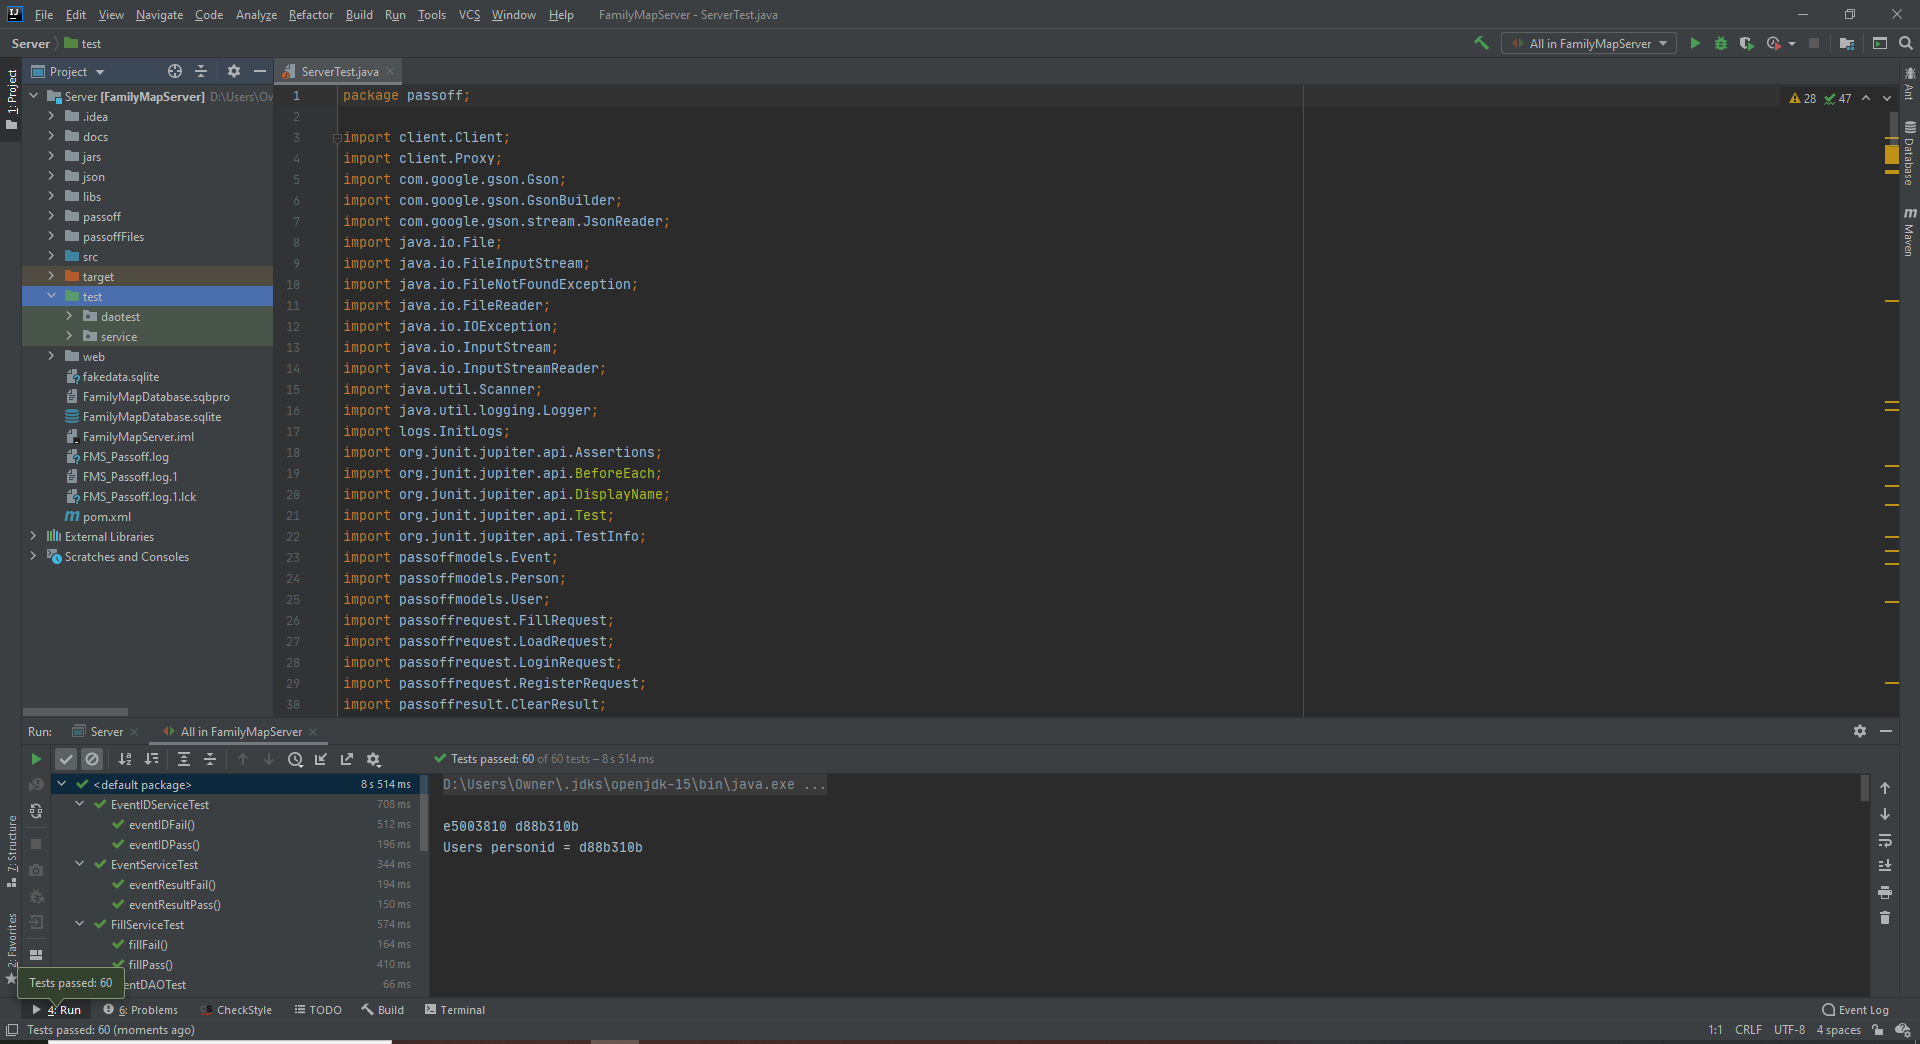 File Edit View Navigate Code Analyze Refactor Build Run Tools VCS Window Help FamilyMapServer - ServerTest.java
Server test
All in FamilyMapServer
Project
ServerTest.java
1: Project
Server [FamilyMapServer] D:\Users\Ov
.idea
docs
jars
json
libs
passoff
passoffFiles
src
target
test
daotest
service
web
fakedata.sqlite
FamilyMapDatabase.sqbpro
FamilyMapDatabase.sqlite
FamilyMapServer.iml
FMS_Passoff.log
FMS_Passoff.log.1
FMS_Passoff.log.1.lck
pom.xml
External Libraries
Scratches and Consoles
1 package passoff;
2
3 import client.Client;
4 import client.Proxy;
5 import com.google.gson.Gson;
6 import com.google.gson.GsonBuilder;
7 import com.google.gson.stream.JsonReader;
8 import java.io.File;
9 import java.io.FileInputStream;
10 import java.io.FileNotFoundException;
11 import java.io.FileReader;
12 import java.io.IOException;
13 import java.io.InputStream;
14 import java.io.InputStreamReader;
15 import java.util.Scanner;
16 import java.util.logging.Logger;
17 import logs.InitLogs;
18 import org.junit.jupiter.api.Assertions;
19 import org.junit.jupiter.api.BeforeEach;
20 import org.junit.jupiter.api.DisplayName;
21 import org.junit.jupiter.api.Test;
22 import org.junit.jupiter.api.TestInfo;
23 import passoffmodels.Event;
24 import passoffmodels.Person;
25 import passoffmodels.User;
26 import passoffrequest.FillRequest;
27 import passoffrequest.LoadRequest;
28 import passoffrequest.LoginRequest;
29 import passoffrequest.RegisterRequest;
30 import passoffresult.ClearResult;
28 47
Ant
Database
Maven
Run: Server All in FamilyMapServer
Tests passed: 60 of 60 tests – 8 s 514 ms
<default package> 8 s 514 ms
EventIDServiceTest 708 ms
eventIDFail() 512 ms
eventIDPass() 196 ms
EventServiceTest 344 ms
eventResultFail() 194 ms
eventResultPass() 150 ms
FillServiceTest 574 ms
fillFail() 164 ms
fillPass() 410 ms
entDAOTest 66 ms
D:\Users\Owner\.jdks\openjdk-15\bin\java.exe ...
e5003810 d88b310b
Users personid = d88b310b
7: Structure
2: Favorites
Tests passed: 60
4: Run 6: Problems CheckStyle TODO Build Terminal Event Log
Tests passed: 60 (moments ago) 1:1 CRLF UTF-8 4 spaces